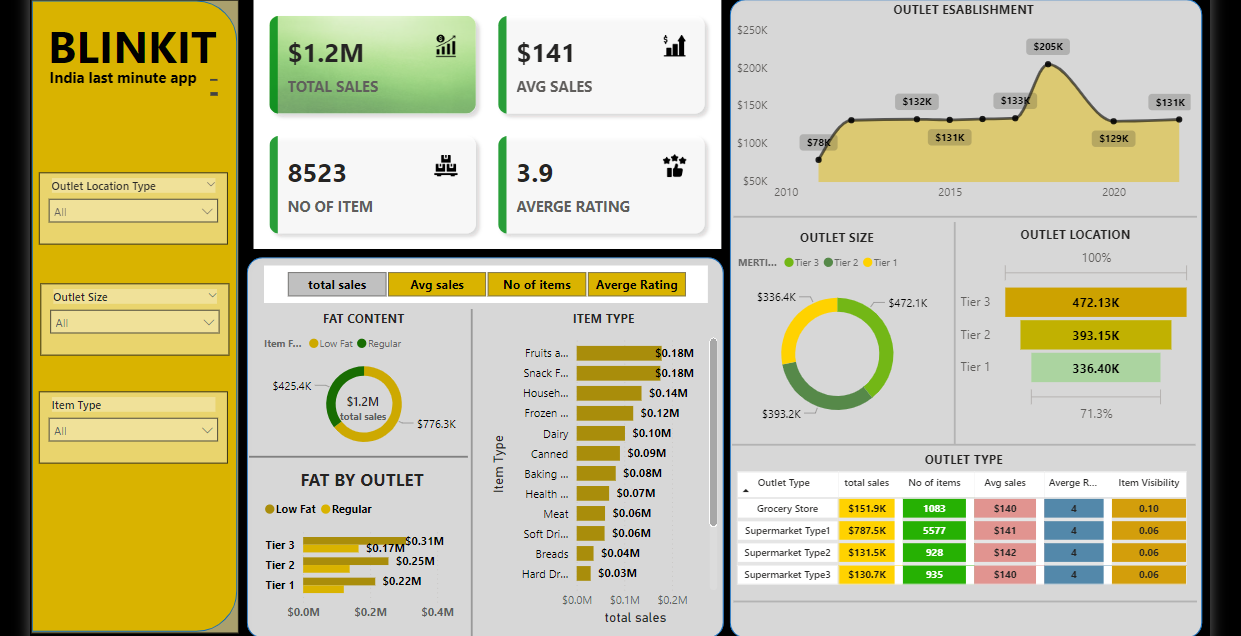 BLINKIT
India last minute app
Outlet Location Type
All
Outlet Size
All
Item Type
All
$1.2M
TOTAL SALES
$141
AVG SALES
8523
NO OF ITEM
3.9
AVERGE RATING
total sales
Avg sales
No of items
Averge Rating
FAT CONTENT
Item F...
Low Fat
Regular
$425.4K
$1.2M
total sales
$776.3K
FAT BY OUTLET
Low Fat
Regular
Tier 3
$0.31M
$0.17M
Tier 2
$0.25M
Tier 1
$0.22M
$0.0M
$0.2M
$0.4M
ITEM TYPE
Item Type
Fruits a...
$0.18M
Snack F...
$0.18M
Househ...
$0.14M
Frozen ...
$0.12M
Dairy
$0.10M
Canned
$0.09M
Baking ...
$0.08M
Health ...
$0.07M
Meat
$0.06M
Soft Dri...
$0.06M
Breads
$0.04M
Hard Dr...
$0.03M
$0.0M
$0.1M
$0.2M
total sales
OUTLET ESABLISHMENT
$250K
$200K
$150K
$100K
$50K
$78K
$132K
$131K
$133K
$205K
$129K
$131K
2010
2015
2020
OUTLET SIZE
MERTI...
Tier 3
Tier 2
Tier 1
$336.4K
$472.1K
$393.2K
OUTLET LOCATION
100%
Tier 3
472.13K
Tier 2
393.15K
Tier 1
336.40K
71.3%
OUTLET TYPE
Outlet Type total sales No of items Avg sales Averge R... Item Visibility
Grocery Store $151.9K 1083 $140 4 0.10
Supermarket Type1 $787.5K 5577 $141 4 0.06
Supermarket Type2 $131.5K 928 $142 4 0.06
Supermarket Type3 $130.7K 935 $140 4 0.06